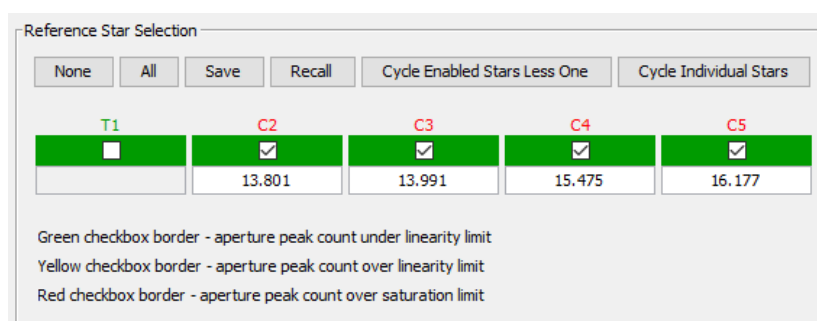 Reference Star Selection
None All Save Recall Cycle Enabled Stars Less One Cycle Individual Stars
T1 C2 C3 C4 C5
13.801 13.991 15.475 16.177
Green checkbox border - aperture peak count under linearity limit
Yellow checkbox border - aperture peak count over linearity limit
Red checkbox border - aperture peak count over saturation limit